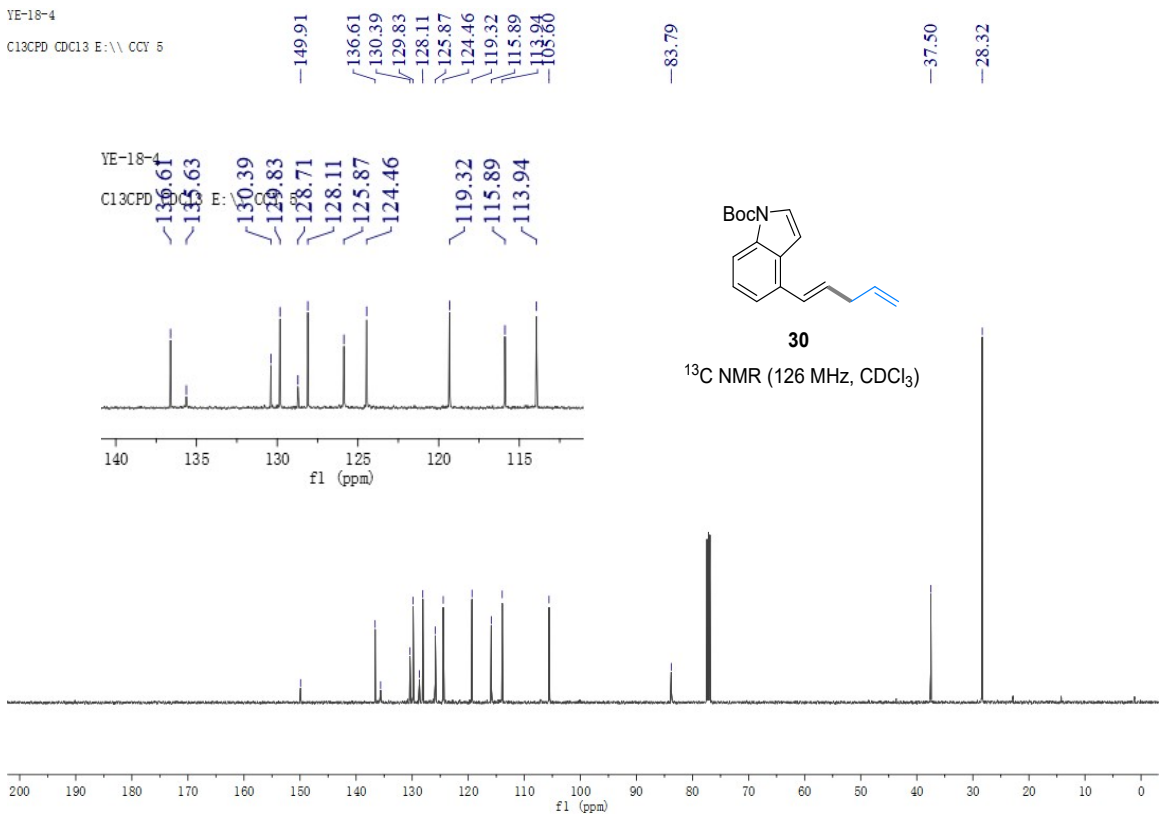 YE-18-4
C13CPD CDC13 E:\\ CCY 5
149.91
136.61
130.39
129.83
128.11
125.87
124.46
119.32
115.89
113.94
105.60
83.79
37.50
28.32
YE-18-4
C13CPD CDC13 E:\\ CCY 5
136.61
135.63
130.39
129.83
128.71
128.11
125.87
124.46
119.32
115.89
113.94
140 135 130 125 120 115
f1 (ppm)
BocN
30
¹³C NMR (126 MHz, CDCl₃)
200 190 180 170 160 150 140 130 120 110 100 90 80 70 60 50 40 30 20 10 0
f1 (ppm)